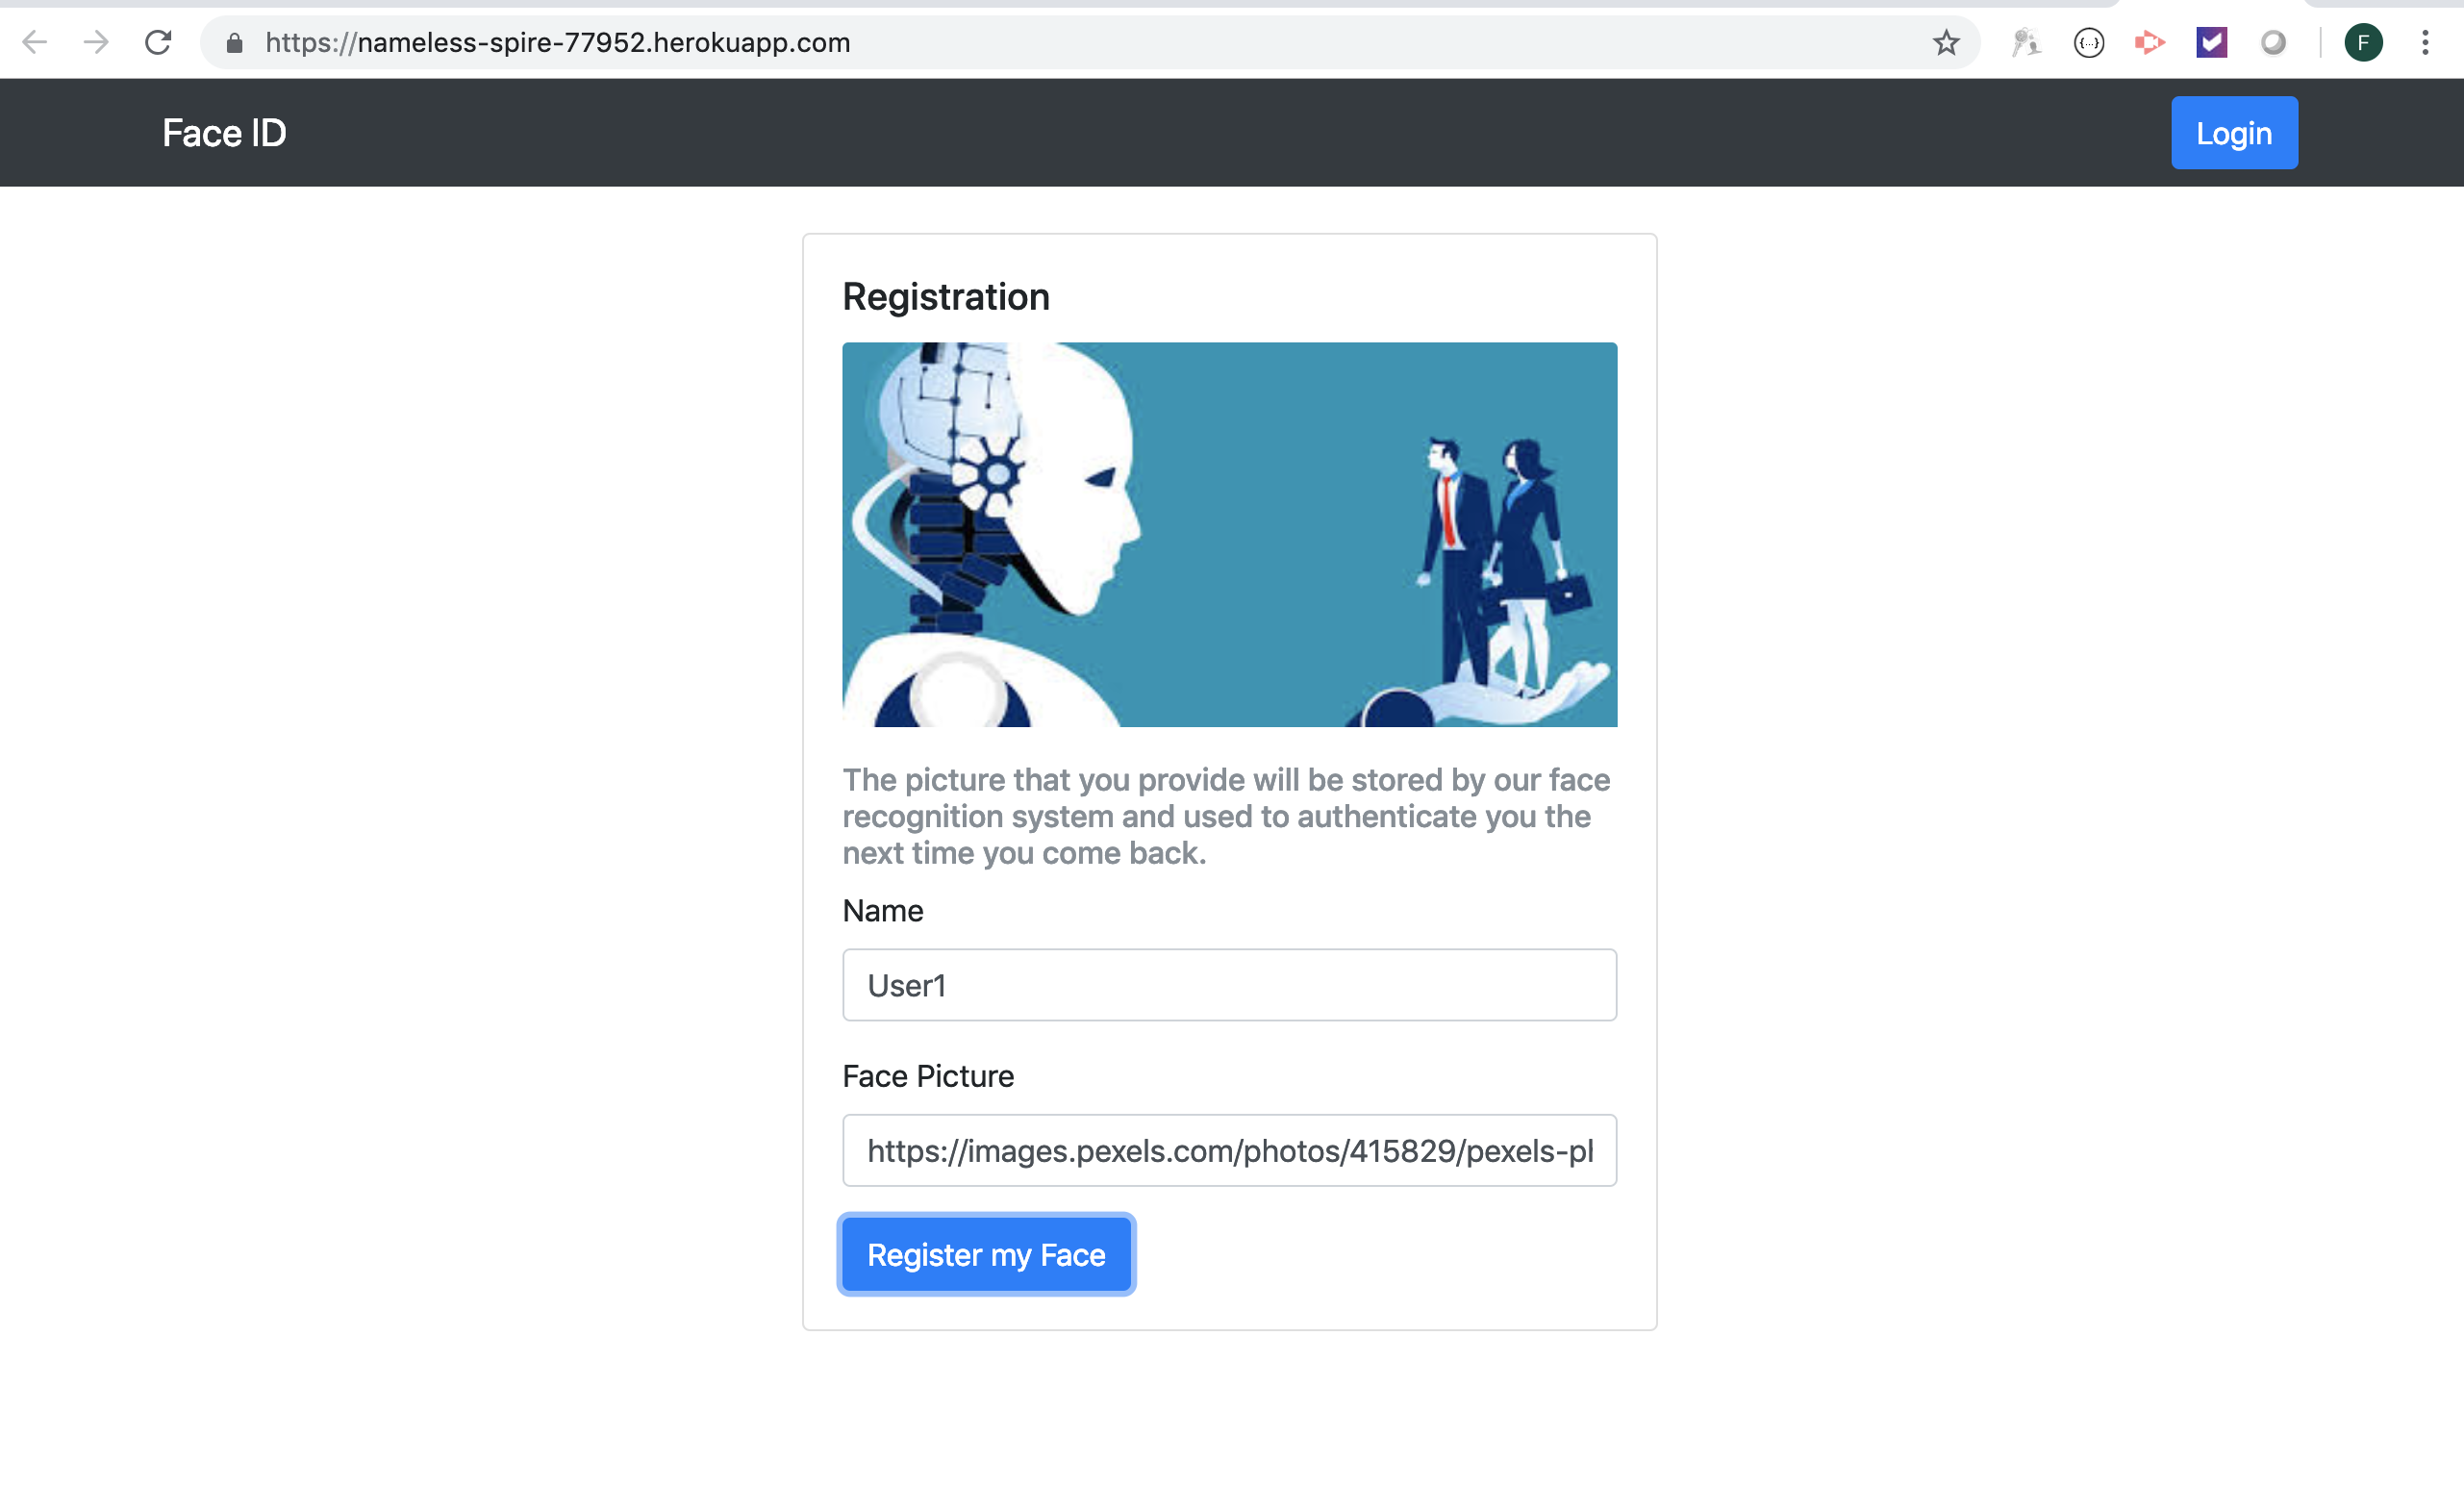 https://nameless-spire-77952.herokuapp.com
{...}
F
Face ID
Login
Registration
The picture that you provide will be stored by our face
recognition system and used to authenticate you the
next time you come back.
Name
User1
Face Picture
https://images.pexels.com/photos/415829/pexels-pl
Register my Face